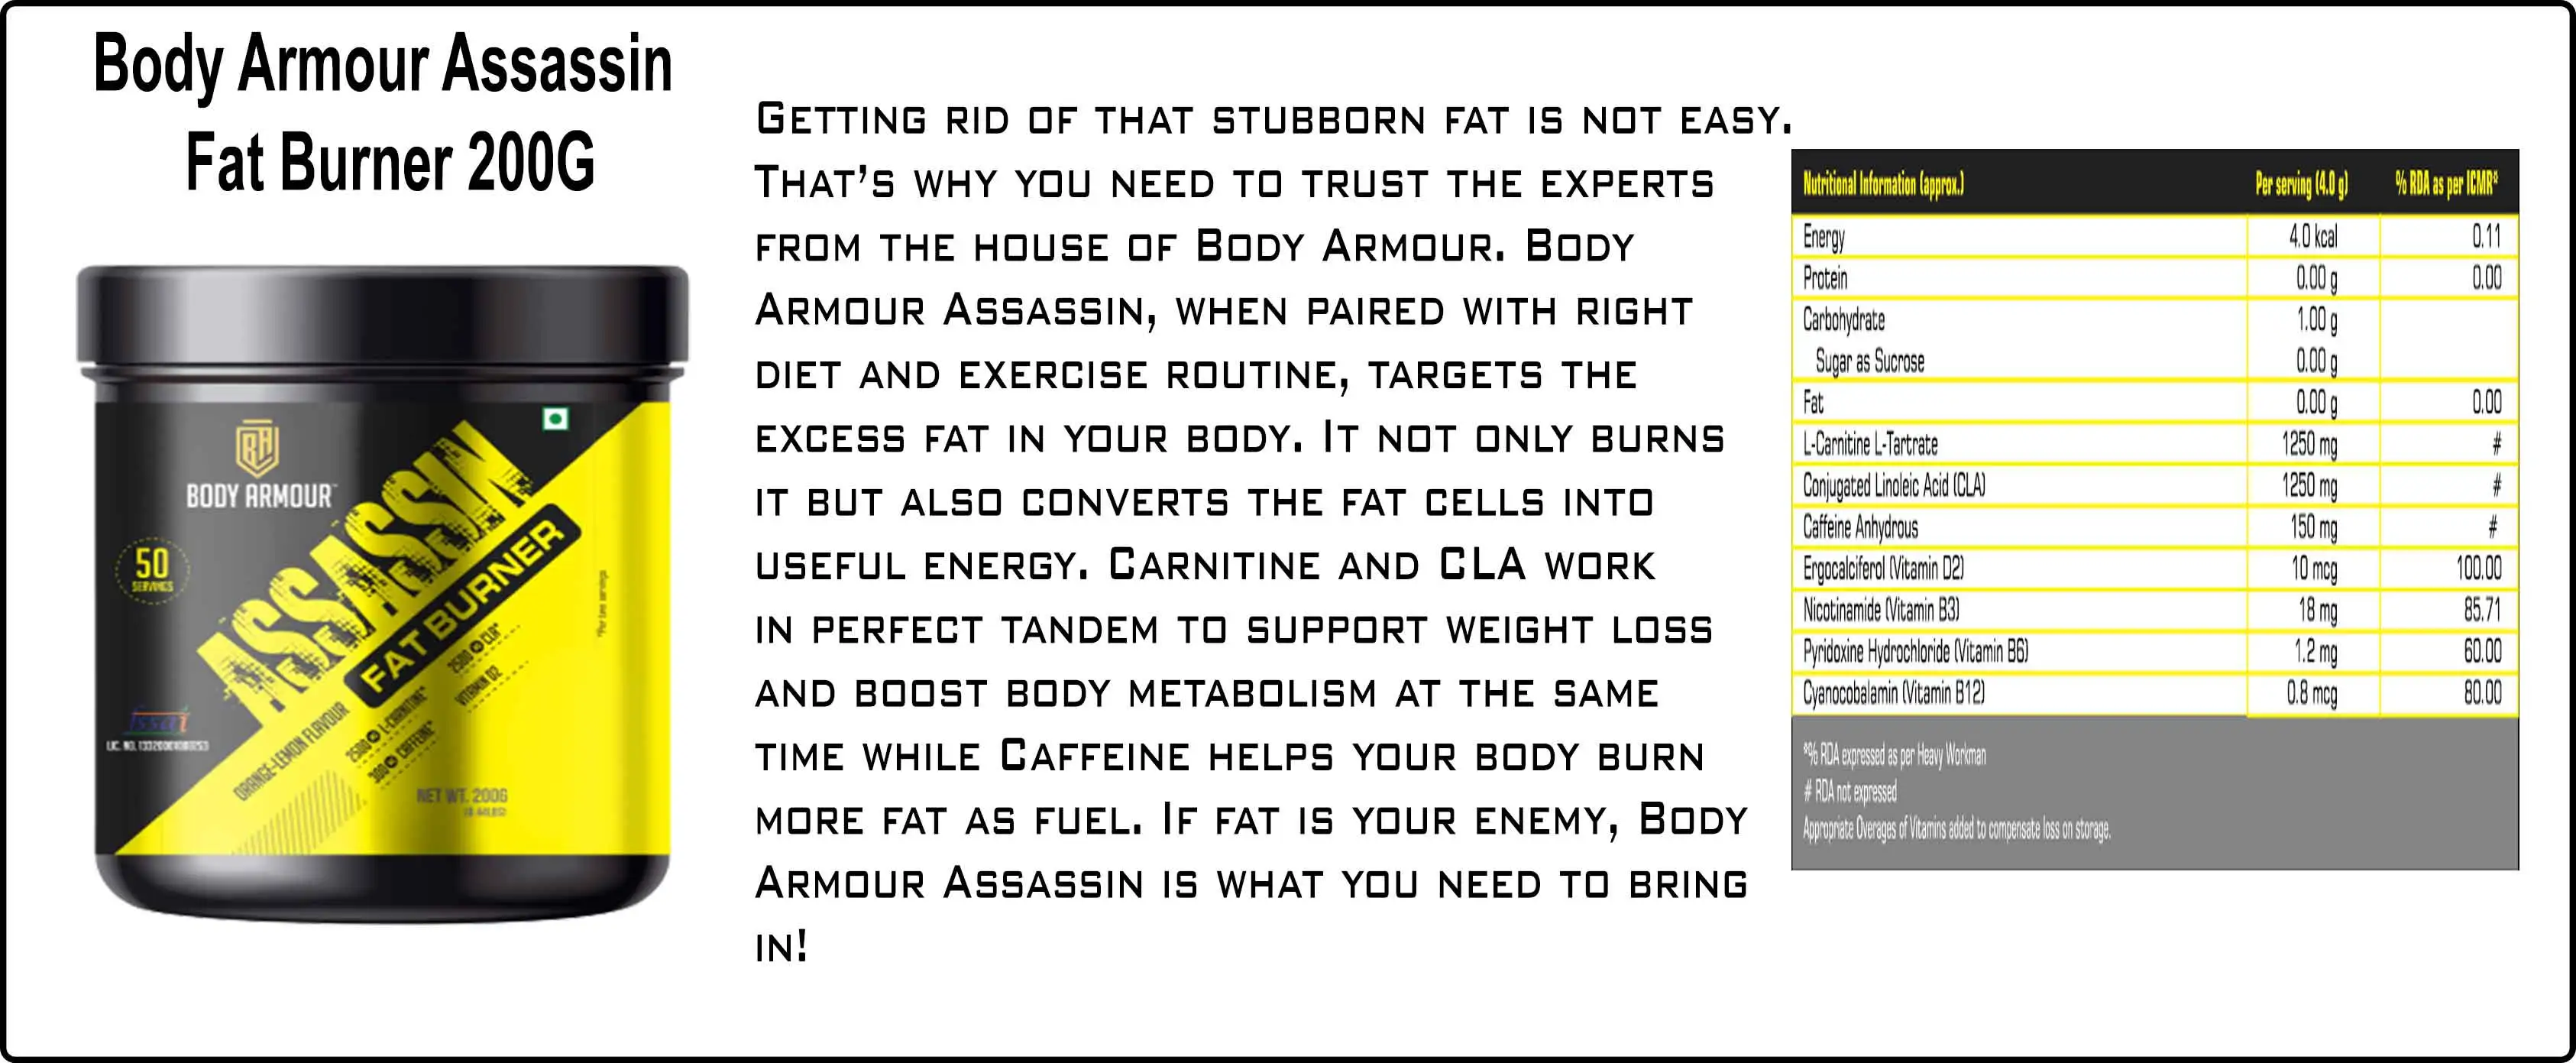 Body Armour Assassin
Fat Burner 200G
BODY ARMOUR
50
SERVINGS
ASSASSIN
FAT BURNER
ORANGE-LEMON FLAVOUR
2500 MG L-CARNITINE*
300 MG CAFFEINE*
2500 MG CLA*
VITAMIN D2
*Per two servings
fssai
NET WT. 200G
GETTING RID OF THAT STUBBORN FAT IS NOT EASY.
THAT'S WHY YOU NEED TO TRUST THE EXPERTS
FROM THE HOUSE OF BODY ARMOUR. BODY
ARMOUR ASSASSIN, WHEN PAIRED WITH RIGHT
DIET AND EXERCISE ROUTINE, TARGETS THE
EXCESS FAT IN YOUR BODY. IT NOT ONLY BURNS
IT BUT ALSO CONVERTS THE FAT CELLS INTO
USEFUL ENERGY. CARNITINE AND CLA WORK
IN PERFECT TANDEM TO SUPPORT WEIGHT LOSS
AND BOOST BODY METABOLISM AT THE SAME
TIME WHILE CAFFEINE HELPS YOUR BODY BURN
MORE FAT AS FUEL. IF FAT IS YOUR ENEMY, BODY
ARMOUR ASSASSIN IS WHAT YOU NEED TO BRING
IN!
Nutritional Information (approx.) Per serving (4.0 g) % RDA as per ICMR*
Energy 4.0 kcal 0.11
Protein 0.00 g 0.00
Carbohydrate 1.00 g
Sugar as Sucrose 0.00 g
Fat 0.00 g 0.00
L-Carnitine L-Tartrate 1250 mg #
Conjugated Linoleic Acid (CLA) 1250 mg #
Caffeine Anhydrous 150 mg #
Ergocalciferol (Vitamin D2) 10 mcg 100.00
Nicotinamide (Vitamin B3) 18 mg 85.71
Pyridoxine Hydrochloride (Vitamin B6) 1.2 mg 60.00
Cyanocobalamin (Vitamin B12) 0.8 mcg 80.00
*% RDA expressed as per Heavy Workman
# RDA not expressed
Appropriate Overages of Vitamins added to compensate loss on storage.